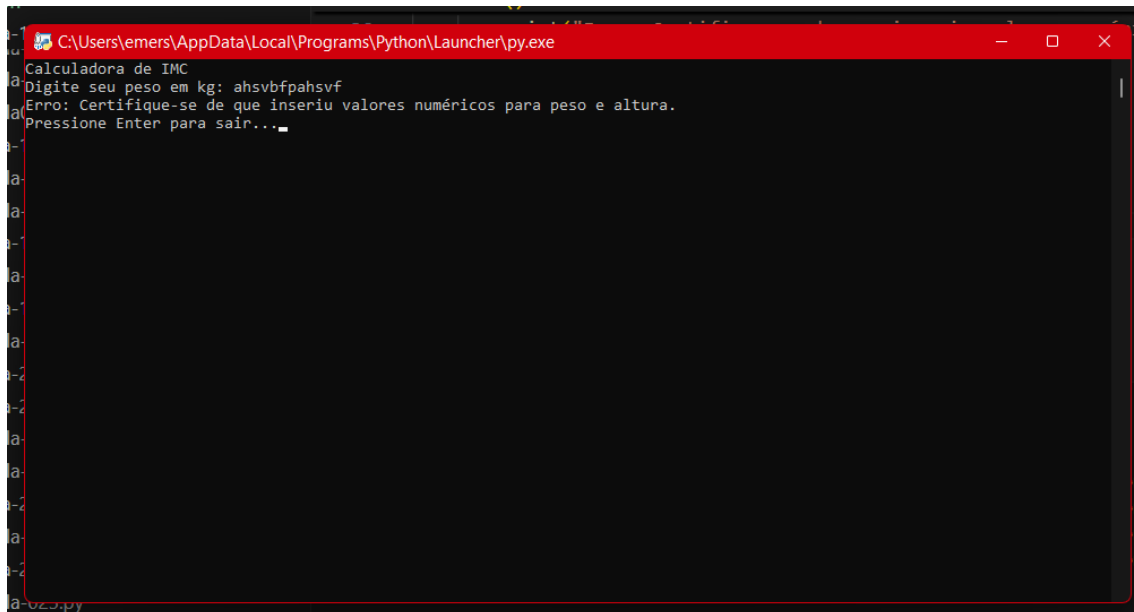 C:\Users\emers\AppData\Local\Programs\Python\Launcher\py.exe
Calculadora de IMC
Digite seu peso em kg: ahsvbfpahsvf
Erro: Certifique-se de que inseriu valores numéricos para peso e altura.
Pressione Enter para sair...